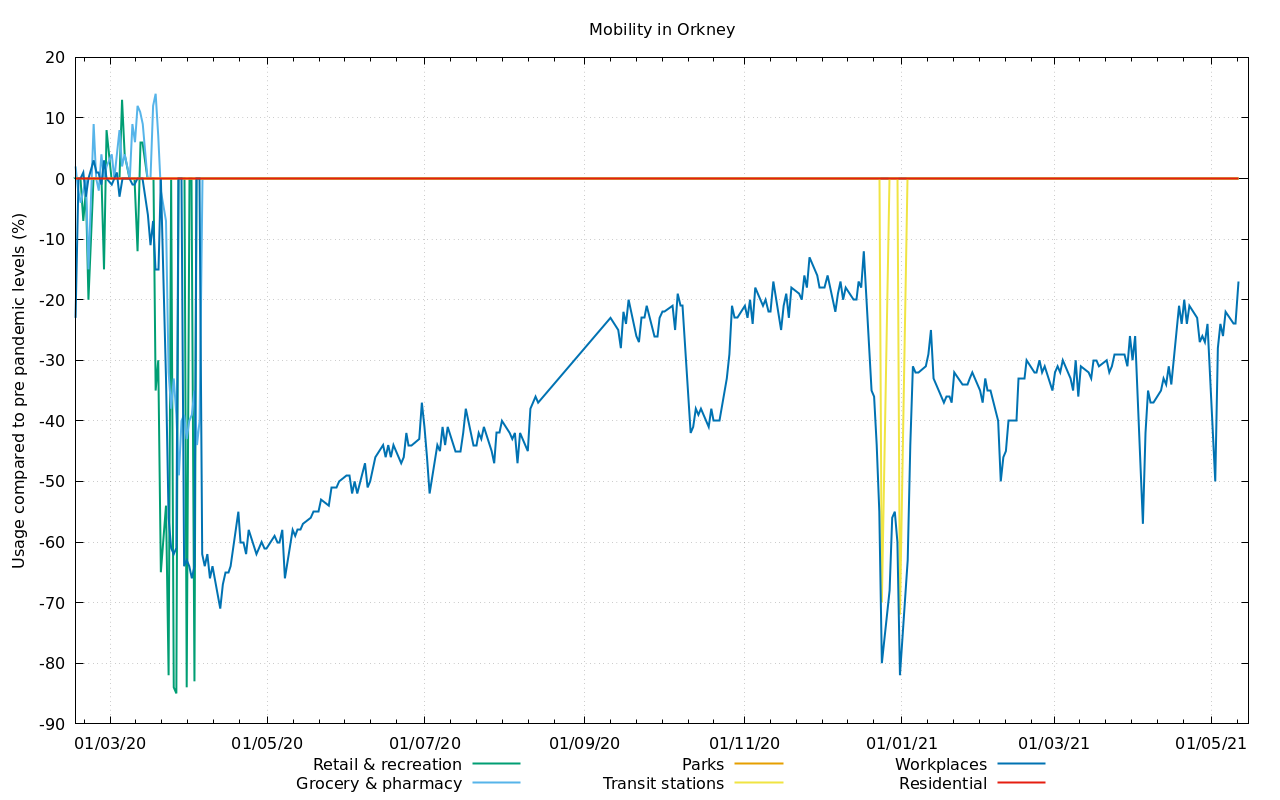 Mobility in Orkney
Usage compared to pre pandemic levels (%)
20
10
0
-10
-20
-30
-40
-50
-60
-70
-80
-90
01/03/20 01/05/20 01/07/20 01/09/20 01/11/20 01/01/21 01/03/21 01/05/21
Retail & recreation Parks Workplaces
Grocery & pharmacy Transit stations Residential